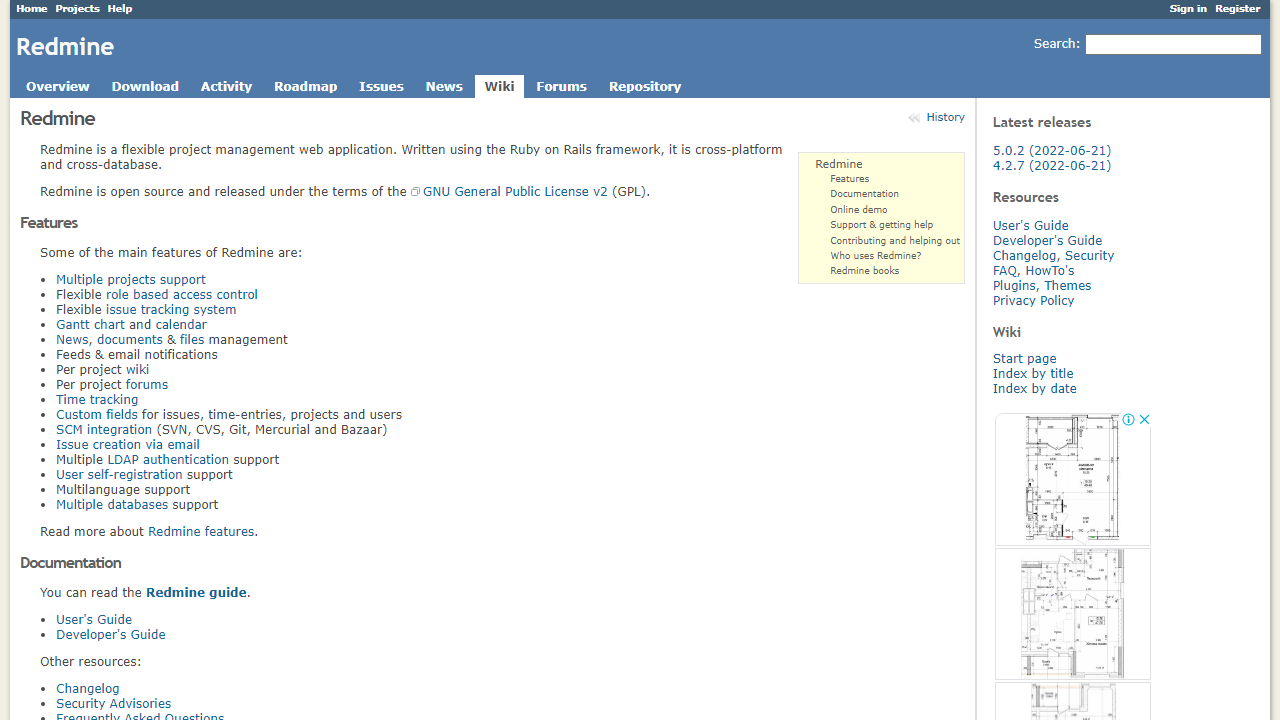 Home Projects Help Sign in Register
Redmine Search:
Overview Download Activity Roadmap Issues News Wiki Forums Repository
Redmine
History
Redmine is a flexible project management web application. Written using the Ruby on Rails framework, it is cross-platform
and cross-database.
Redmine is open source and released under the terms of the GNU General Public License v2 (GPL).
Redmine
Features
Documentation
Online demo
Support & getting help
Contributing and helping out
Who uses Redmine?
Redmine books
Features
Some of the main features of Redmine are:
• Multiple projects support
• Flexible role based access control
• Flexible issue tracking system
• Gantt chart and calendar
• News, documents & files management
• Feeds & email notifications
• Per project wiki
• Per project forums
• Time tracking
• Custom fields for issues, time-entries, projects and users
• SCM integration (SVN, CVS, Git, Mercurial and Bazaar)
• Issue creation via email
• Multiple LDAP authentication support
• User self-registration support
• Multilanguage support
• Multiple databases support
Read more about Redmine features.
Documentation
You can read the Redmine guide.
• User's Guide
• Developer's Guide
Other resources:
• Changelog
• Security Advisories
• Frequently Asked Questions
Latest releases
5.0.2 (2022-06-21)
4.2.7 (2022-06-21)
Resources
User's Guide
Developer's Guide
Changelog, Security
FAQ, HowTo's
Plugins, Themes
Privacy Policy
Wiki
Start page
Index by title
Index by date